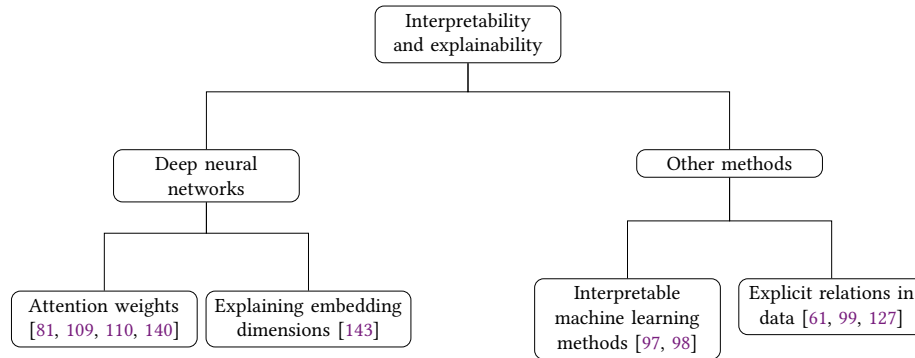 Interpretability
and explainability
Deep neural
networks
Other methods
Attention weights
[81, 109, 110, 140]
Explaining embedding
dimensions [143]
Interpretable
machine learning
methods [97, 98]
Explicit relations in
data [61, 99, 127]